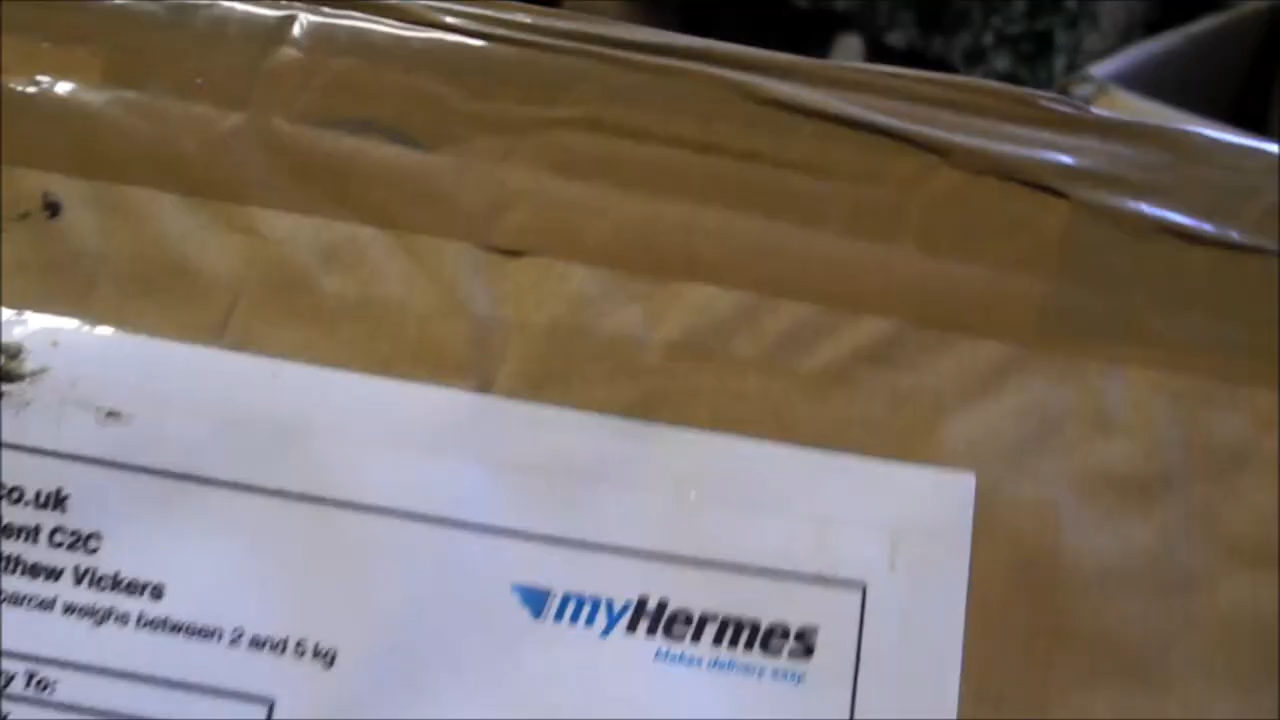 co.uk
ent C2C
tthew Vickers
parcel weighs between 2 and 5 kg
y To:
myHermes
Makes delivery easy